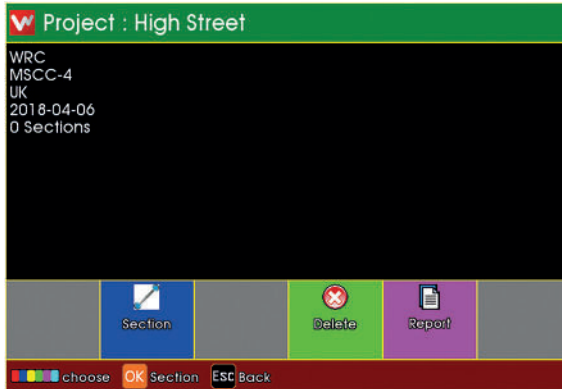 Project : High Street
WRC
MSCC-4
UK
2018-04-06
0 Sections
Section
Delete
Report
choose OK Section Esc Back